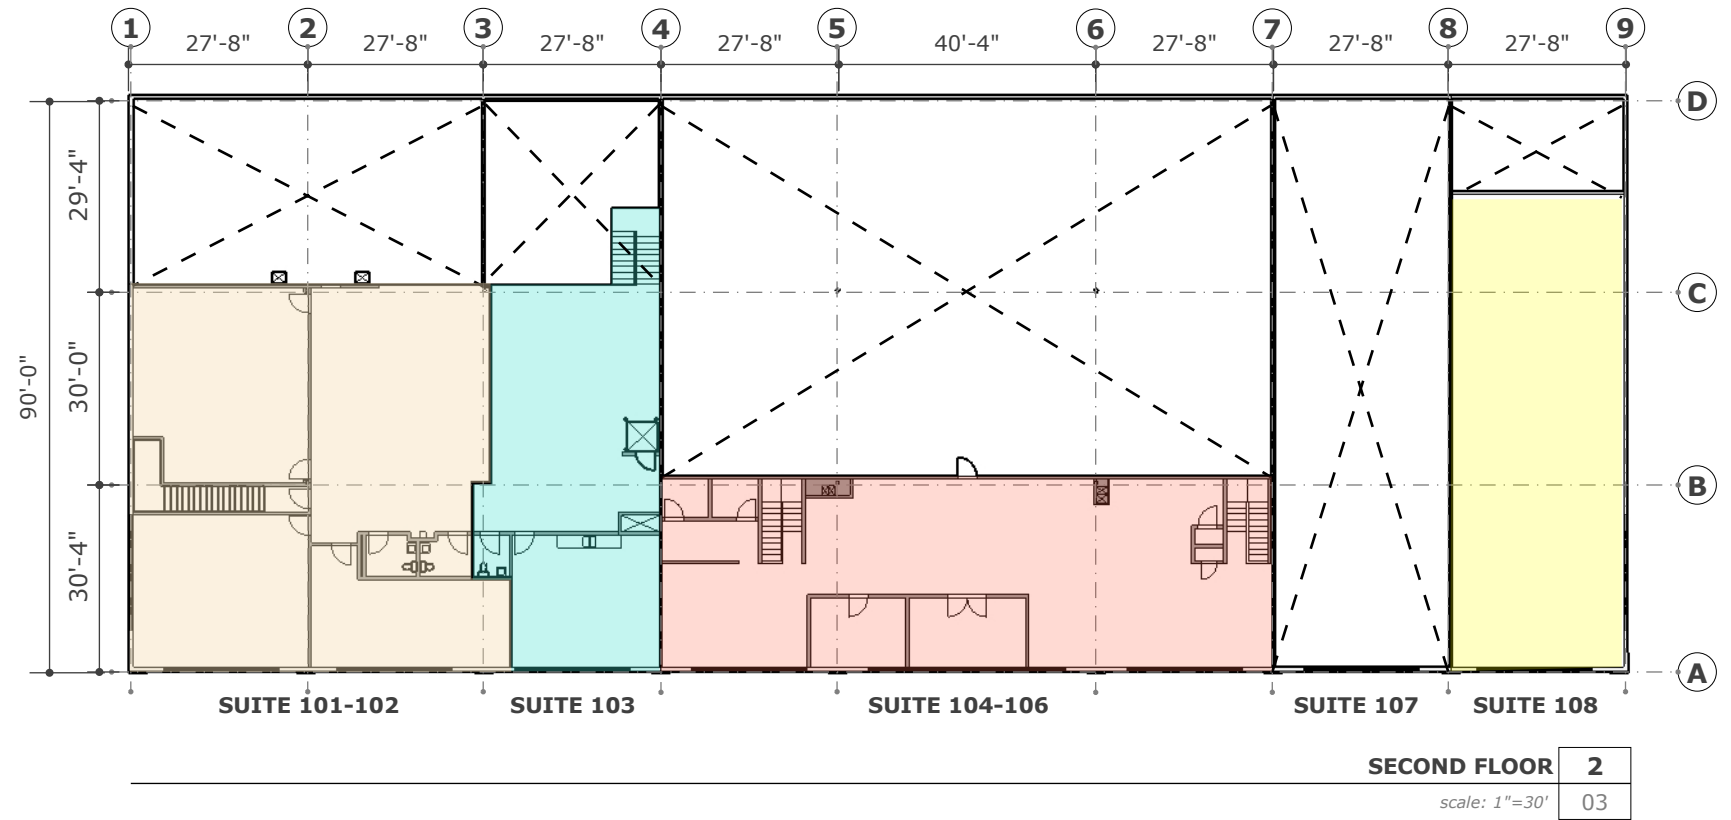 1 2 3 4 5 6 7 8 9
27'-8" 27'-8" 27'-8" 27'-8" 40'-4" 27'-8" 27'-8" 27'-8"
D
29'-4"
C
90'-0"
30'-0"
B
30'-4"
A
SUITE 101-102 SUITE 103 SUITE 104-106 SUITE 107 SUITE 108
SECOND FLOOR 2
scale: 1"=30' 03